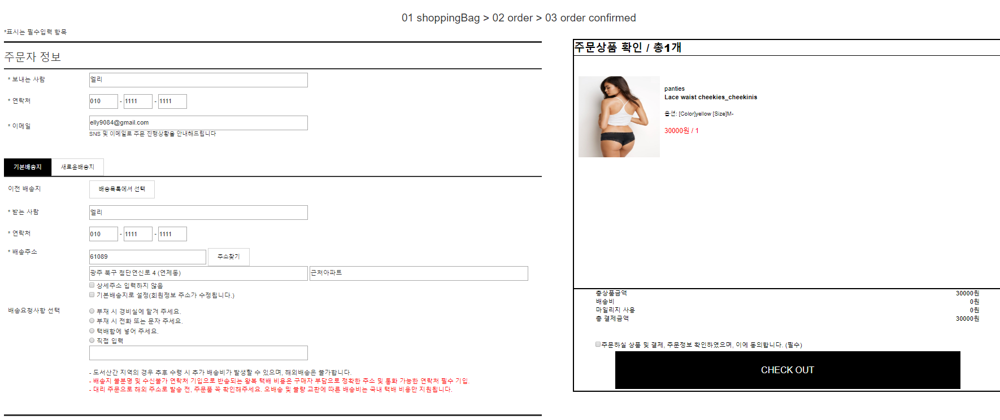 01 shoppingBag > 02 order > 03 order confirmed
*표시는 필수입력 항목
주문자 정보
* 보내는 사람
엘리
* 연락처
010 - 1111 - 1111
* 이메일
elly9084@gmail.com
SNS 및 이메일로 주문 진행상황을 안내해드립니다
기본배송지 새로운배송지
이전 배송지
배송목록에서 선택
* 받는 사람
엘리
* 연락처
010 - 1111 - 1111
* 배송주소
61089 주소찾기
광주 북구 첨단연신로 4 (연제동) 근처아파트
상세주소 입력하지 않음
기본배송지로 설정(회원정보 주소가 수정됩니다.)
배송요청사항 선택
부재 시 경비실에 맡겨 주세요.
부재 시 전화 또는 문자 주세요.
택배함에 넣어 주세요.
직접 입력
- 도서산간 지역의 경우 추후 수령 시 추가 배송비가 발생할 수 있으며, 해외배송은 불가합니다.
- 배송지 불분명 및 수신불가 연락처 기입으로 반송되는 왕복 택배 비용은 구매자 부담으로 정확한 주소 및 통화 가능한 연락처 필수 기입.
- 대리 주문으로 해외 주소로 발송 전, 주문품 꼭 확인해주세요. 오배송 및 불량 교환에 따른 배송비는 국내 택배 비용만 지원됩니다.
주문상품 확인 / 총1개
panties
Lace waist cheekies_cheekinis
옵션: [Color]yellow [Size]M-
30000원 / 1
총상품금액 30000원
배송비 0원
마일리지 사용 0원
총 결제금액 30000원
주문하실 상품 및 결제, 주문정보 확인하였으며, 이에 동의합니다. (필수)
CHECK OUT